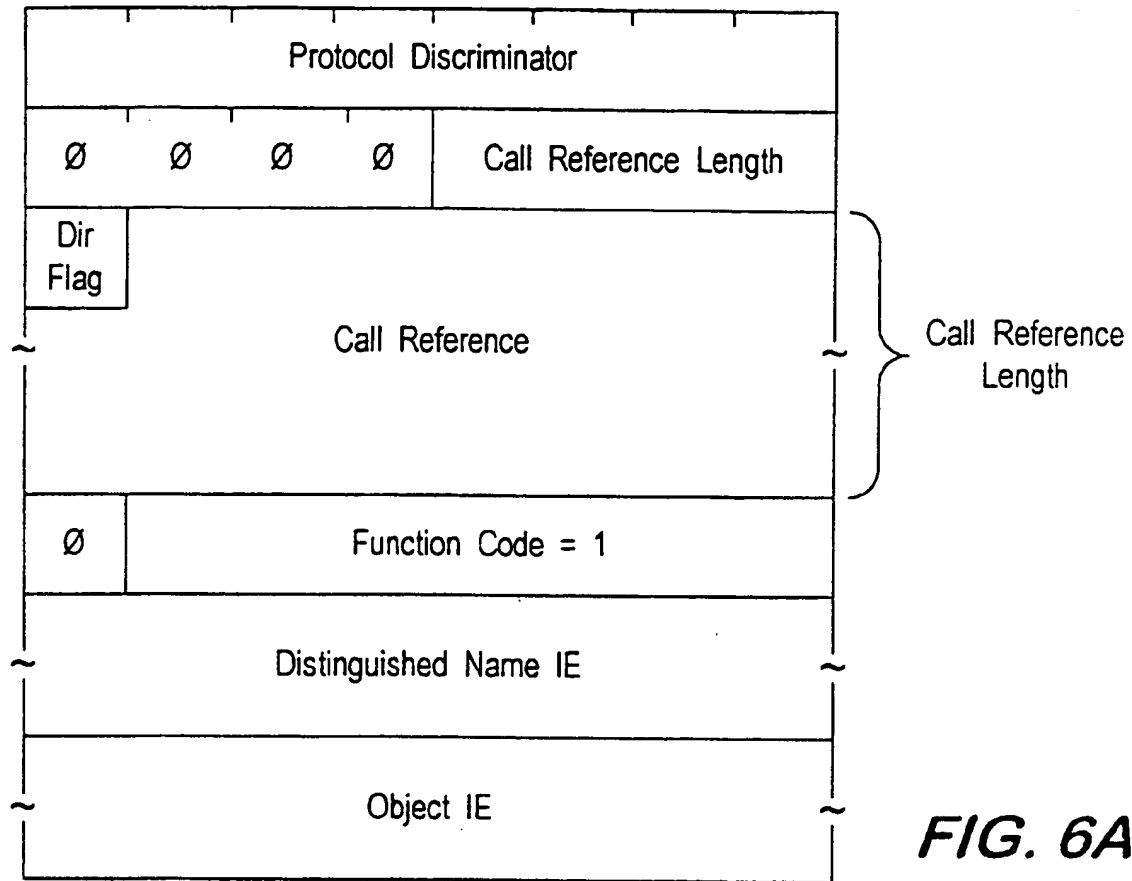 Protocol Discriminator
Ø Ø Ø Ø Call Reference Length
Dir
Flag
Call Reference
Call Reference
Length
Ø Function Code = 1
~ Distinguished Name IE ~
~ Object IE ~
FIG. 6A